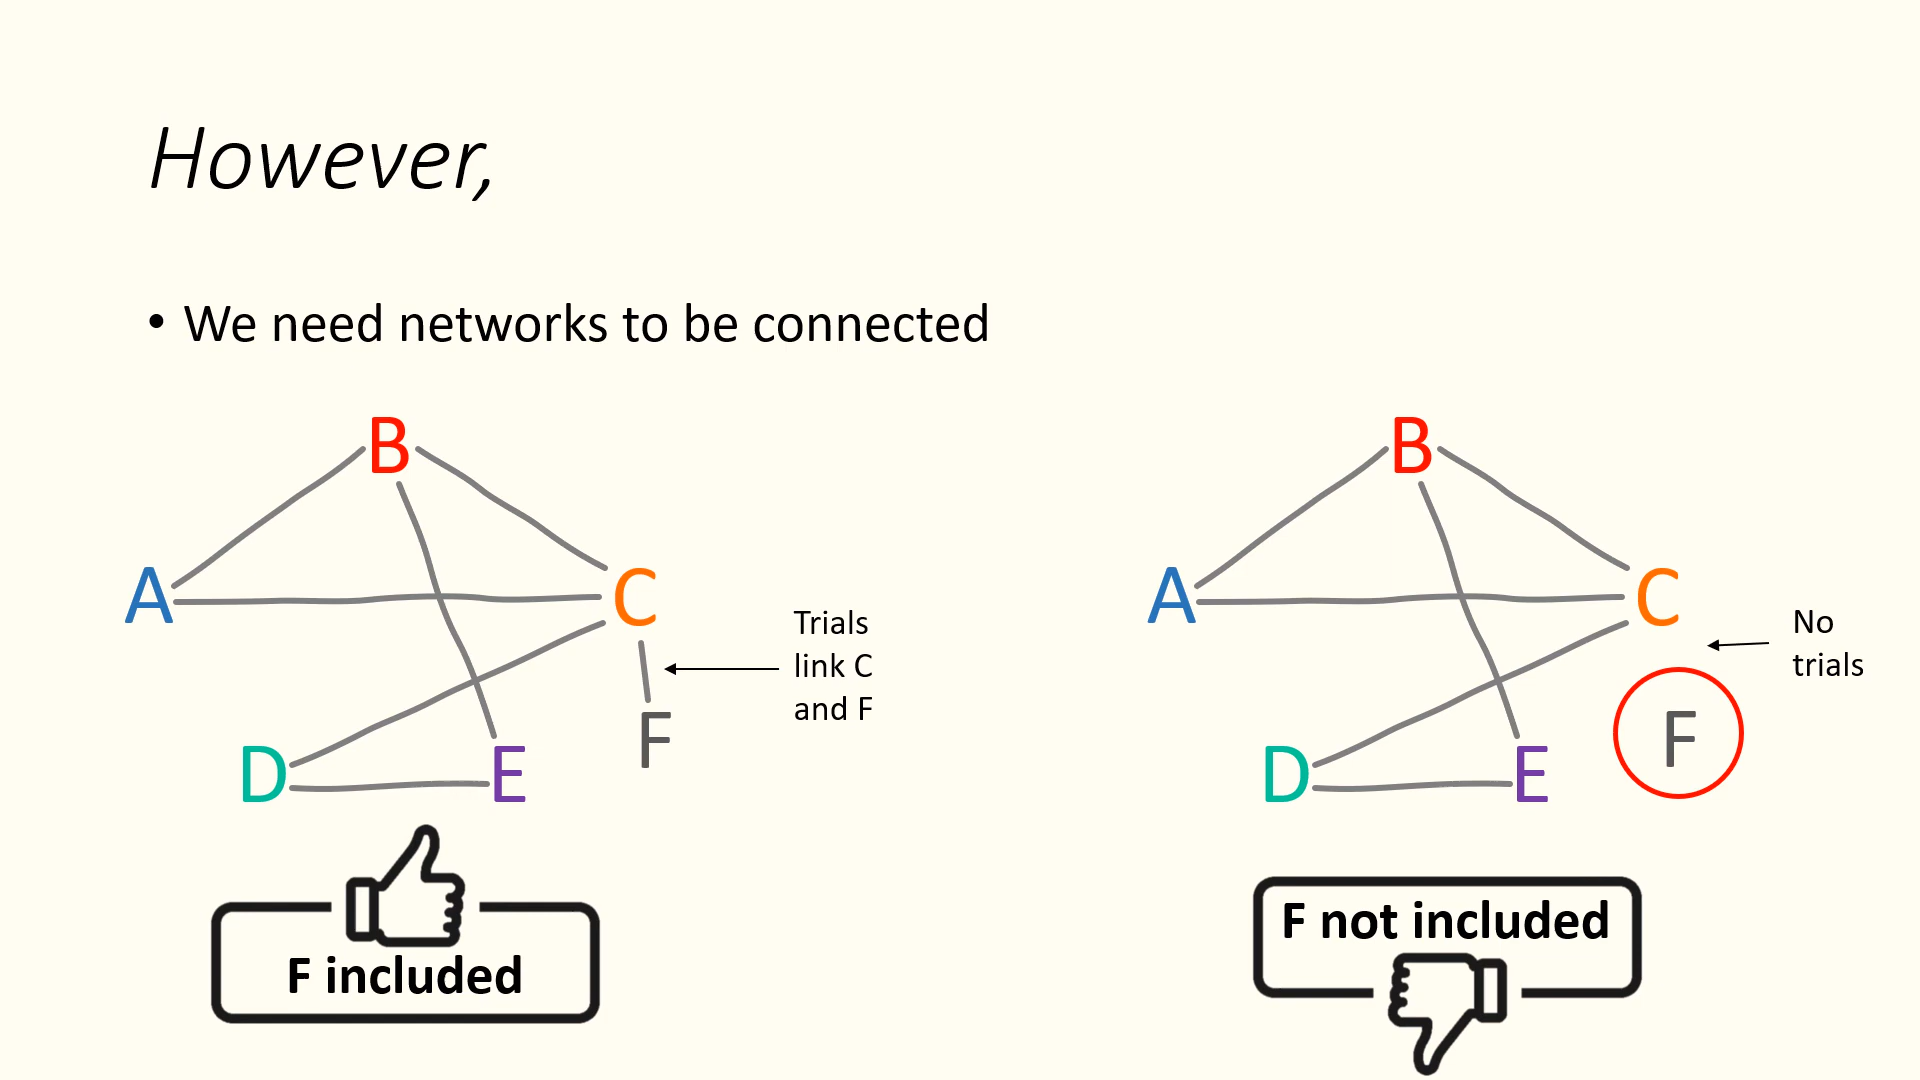 However,
• We need networks to be connected
B
A
C
Trials
link C
and F
F
D
E
F included
B
A
C
No
trials
F
D
E
F not included